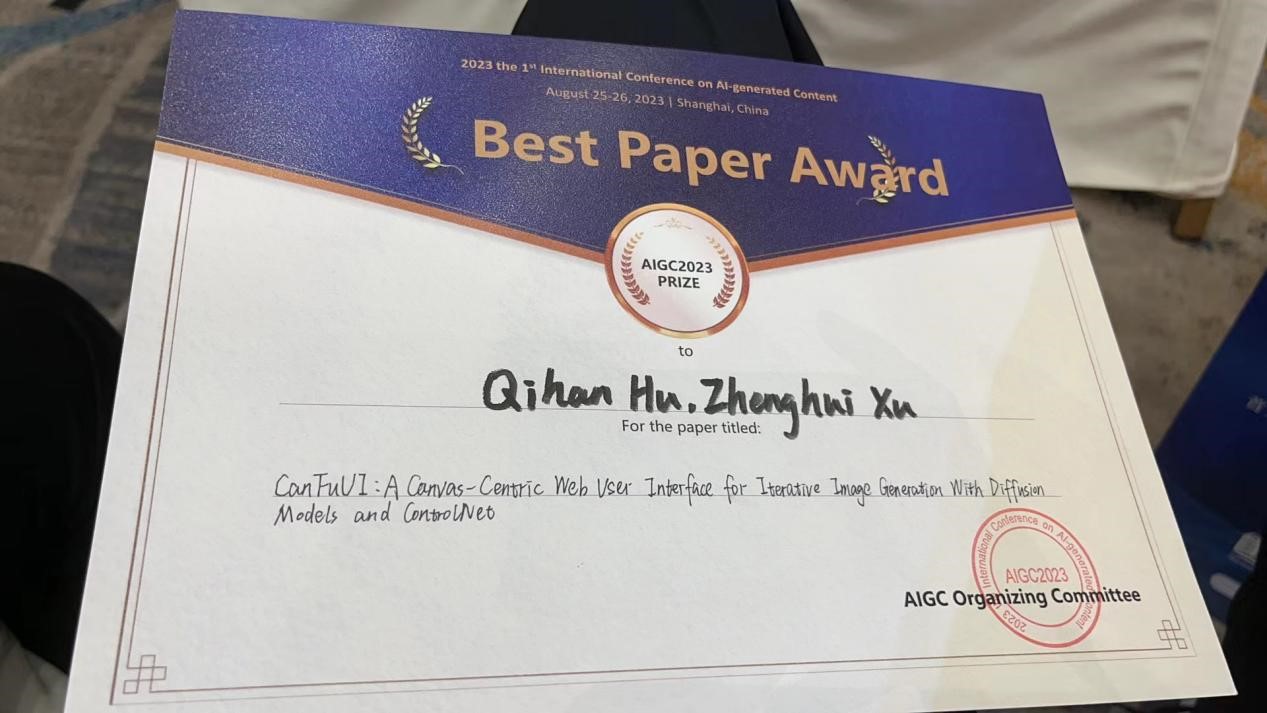 2023 the 1st International Conference on AI-generated Content
August 25-26, 2023 | Shanghai, China
Best Paper Award
AIGC2023
PRIZE
to
Qihan Hu, Zhenghui Xu
For the paper titled:
CanFuUI: A Canvas-Centric Web User Interface for Iterative Image Generation With Diffusion
Models and ControlNet
International Conference on AI-generated Content
AIGC2023
2023
AIGC Organizing Committee